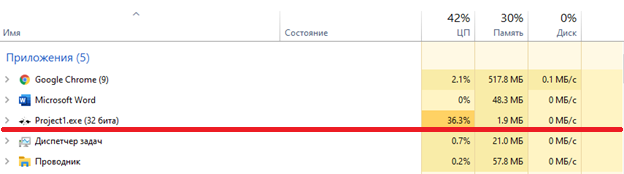 42% 30% 0%
Имя Состояние ЦП Память Диск
Приложения (5)
Google Chrome (9) 2.1% 517.8 МБ 0.1 МБ/с
Microsoft Word 0% 48.3 МБ 0 МБ/с
Project1.exe (32 бита) 36.3% 1.9 МБ 0 МБ/с
Диспетчер задач 0.7% 21.0 МБ 0 МБ/с
Проводник 0.2% 57.8 МБ 0 МБ/с